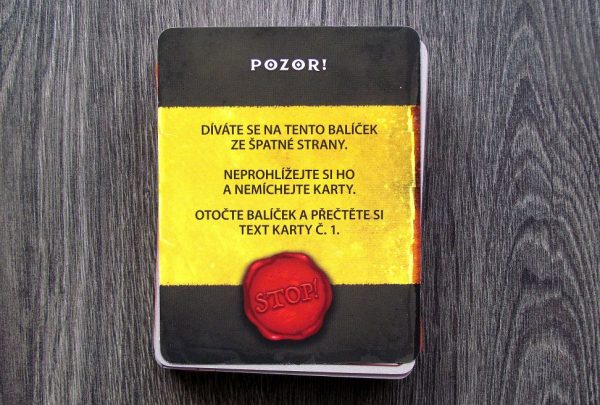 POZOR!
DÍVÁTE SE NA TENTO BALÍČEK
ZE ŠPATNÉ STRANY.
NEPROHLÍŽEJTE SI HO
A NEMÍCHEJTE KARTY.
OTOČTE BALÍČEK A PŘEČTĚTE SI
TEXT KARTY Č. 1.
STOP!